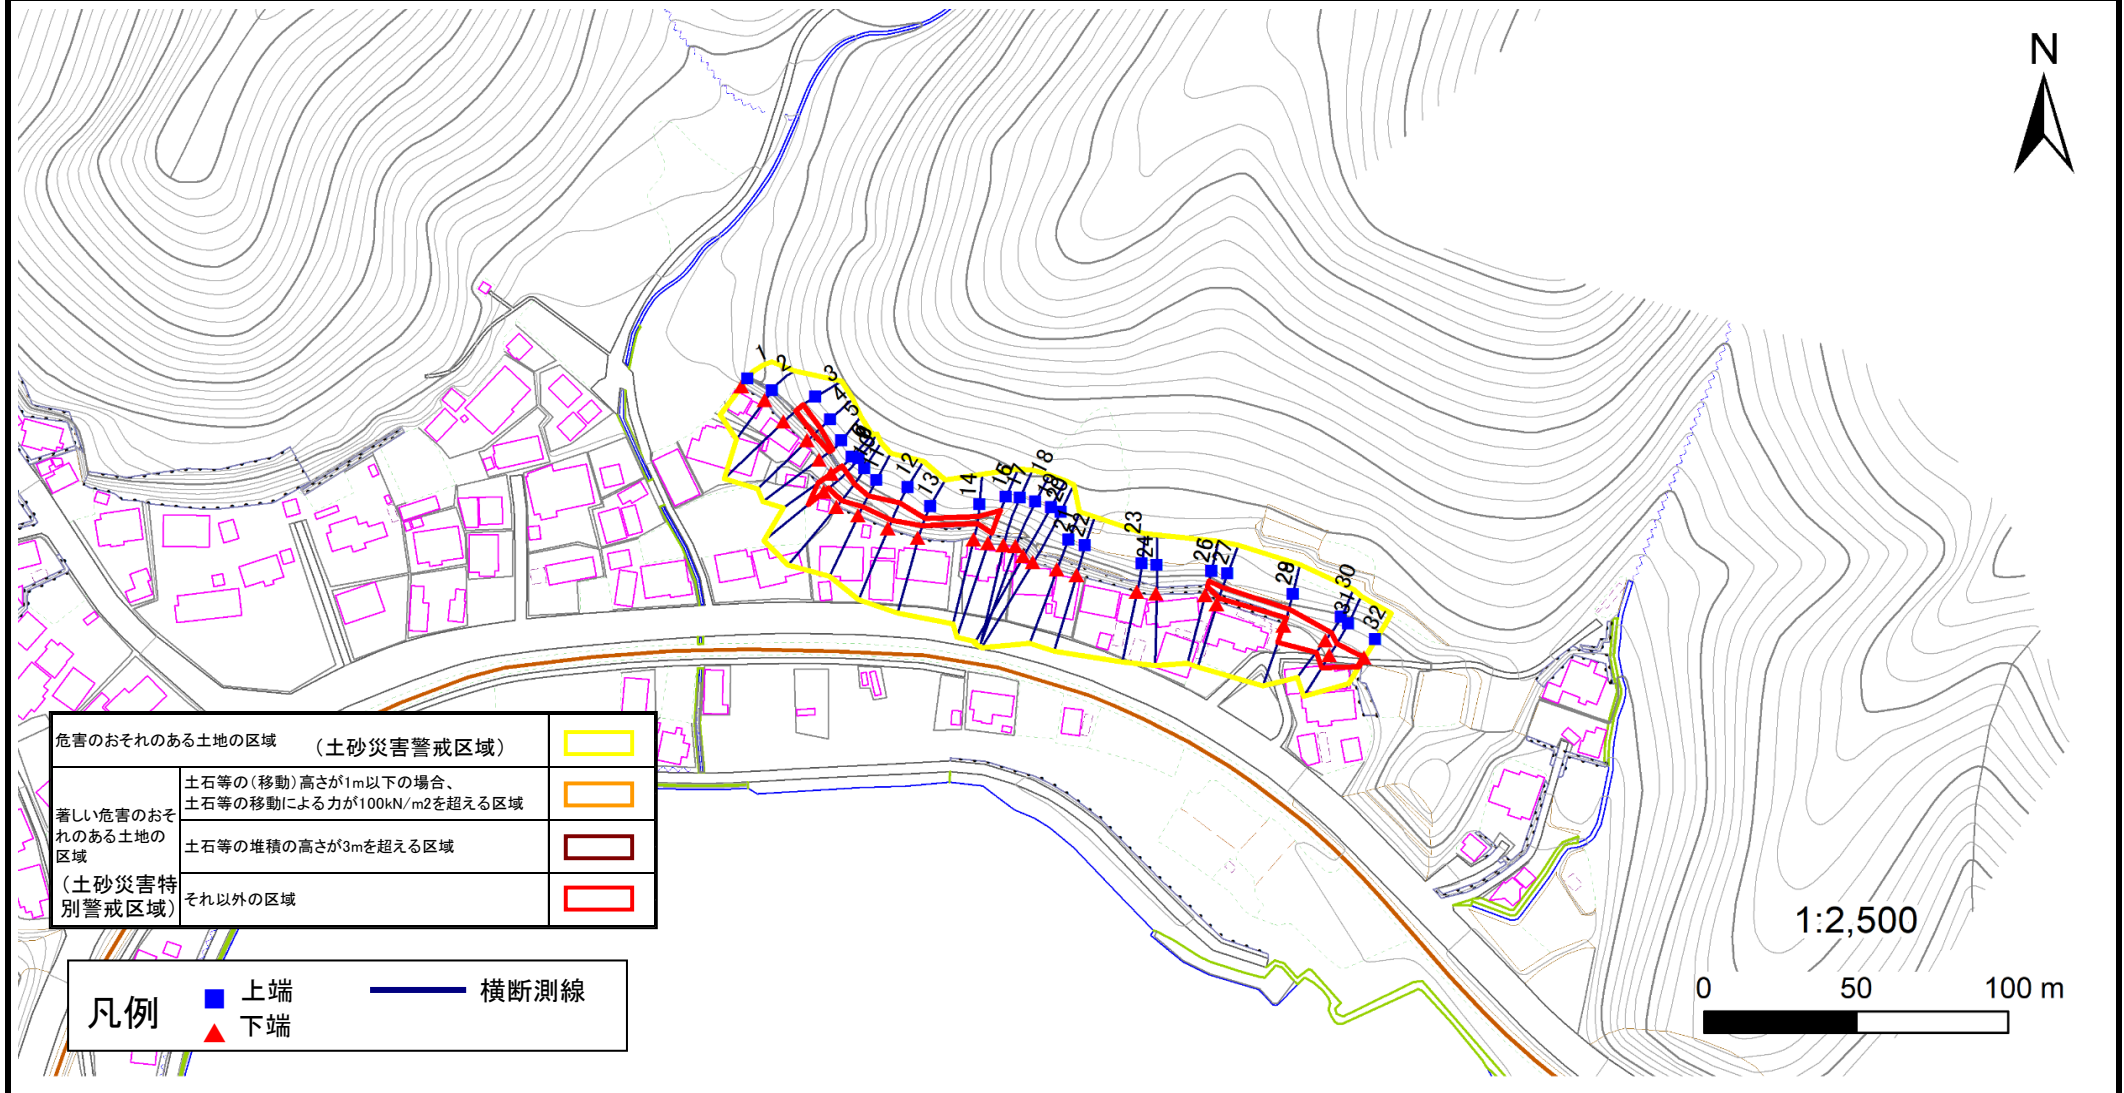 N
1
2
3
4
5
11
12
13
14
16
17
18
20
21
22
23
24
26
27
29
30
31
32
危害のおそれのある土地の区域 （土砂災害警戒区域）
著しい危害のおそれのある土地の区域
（土砂災害特別警戒区域）
土石等の（移動）高さが1m以下の場合、
土石等の移動による力が100kN/m2を超える区域
土石等の堆積の高さが3mを超える区域
それ以外の区域
凡例
上端
下端
横断測線
1:2,500
0 50 100 m